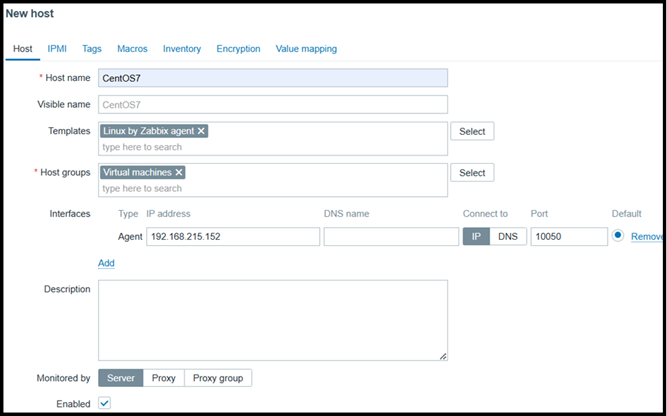 New host
Host IPMI Tags Macros Inventory Encryption Value mapping
* Host name CentOS7
Visible name CentOS7
Templates Linux by Zabbix agent ✕ Select
type here to search
* Host groups Virtual machines ✕ Select
type here to search
Interfaces Type IP address DNS name Connect to Port Default
Agent 192.168.215.152 IP DNS 10050 Remove
Add
Description
Monitored by Server Proxy Proxy group
Enabled